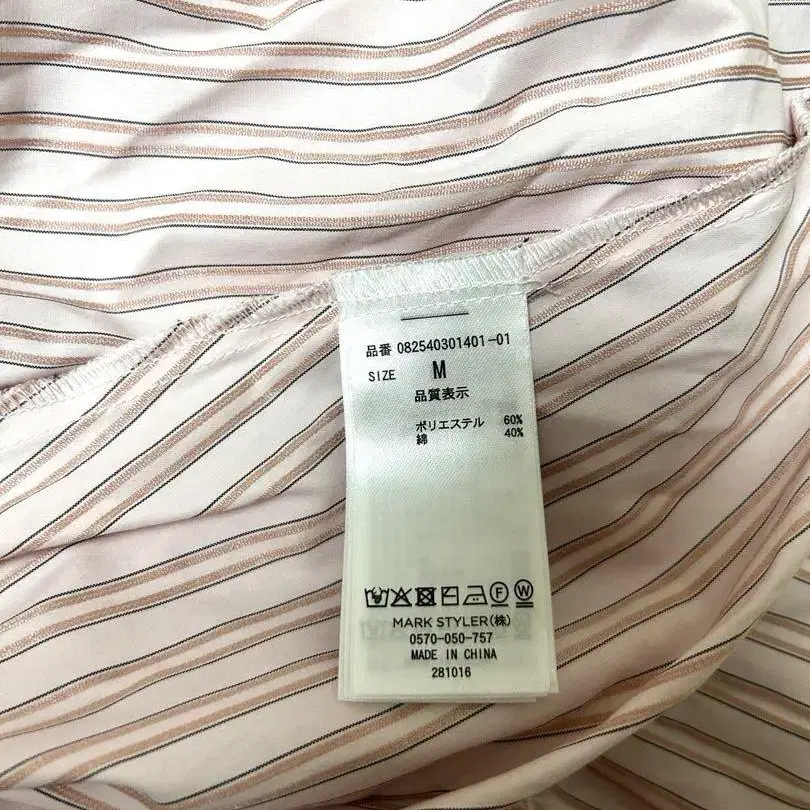 品番 082540301401-01
SIZE M
品質表示
ポリエステル 60%
綿 40%
F W
MARK STYLER(株)
0570-050-757
MADE IN CHINA
281016